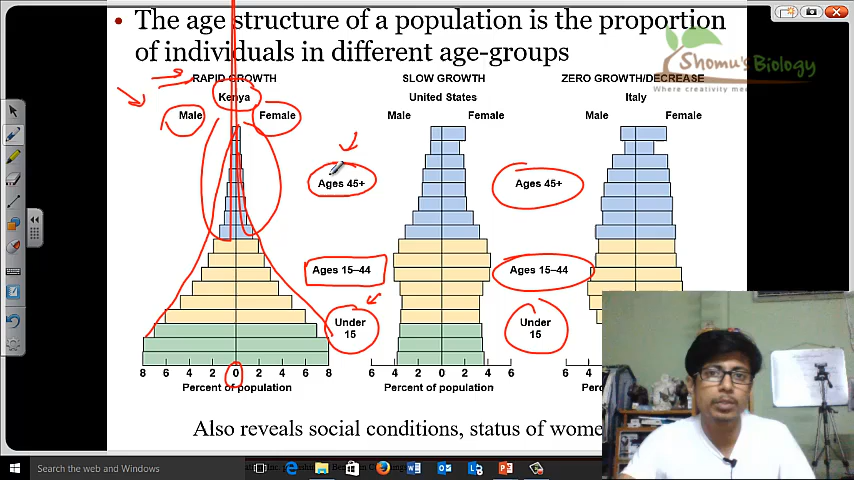 • The age structure of a population is the proportion
of individuals in different age-groups
Shomu's Biology
Where creativity me
RAPID GROWTH
Kenya
Male Female
SLOW GROWTH
United States
Male Female
ZERO GROWTH/DECREASE
Italy
Male Female
Ages 45+
Ages 45+
Ages 15–44
Ages 15–44
Under
15
Under
15
8 6 4 2 0 2 4 6 8
Percent of population
6 4 2 0 2 4 6
Percent of population
6 4
Perc
Also reveals social conditions, status of wome
Search the web and Windows